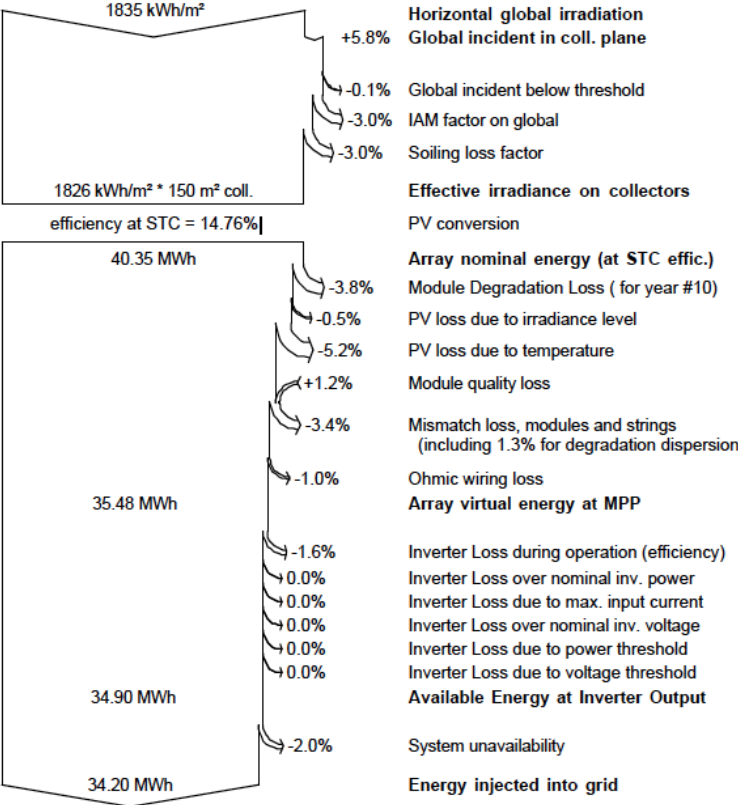 1835 kWh/m² Horizontal global irradiation
+5.8% Global incident in coll. plane
-0.1% Global incident below threshold
-3.0% IAM factor on global
-3.0% Soiling loss factor
1826 kWh/m² * 150 m² coll. Effective irradiance on collectors
efficiency at STC = 14.76% PV conversion
40.35 MWh Array nominal energy (at STC effic.)
-3.8% Module Degradation Loss ( for year #10)
-0.5% PV loss due to irradiance level
-5.2% PV loss due to temperature
+1.2% Module quality loss
-3.4% Mismatch loss, modules and strings
(including 1.3% for degradation dispersion
-1.0% Ohmic wiring loss
35.48 MWh Array virtual energy at MPP
-1.6% Inverter Loss during operation (efficiency)
0.0% Inverter Loss over nominal inv. power
0.0% Inverter Loss due to max. input current
0.0% Inverter Loss over nominal inv. voltage
0.0% Inverter Loss due to power threshold
0.0% Inverter Loss due to voltage threshold
34.90 MWh Available Energy at Inverter Output
-2.0% System unavailability
34.20 MWh Energy injected into grid